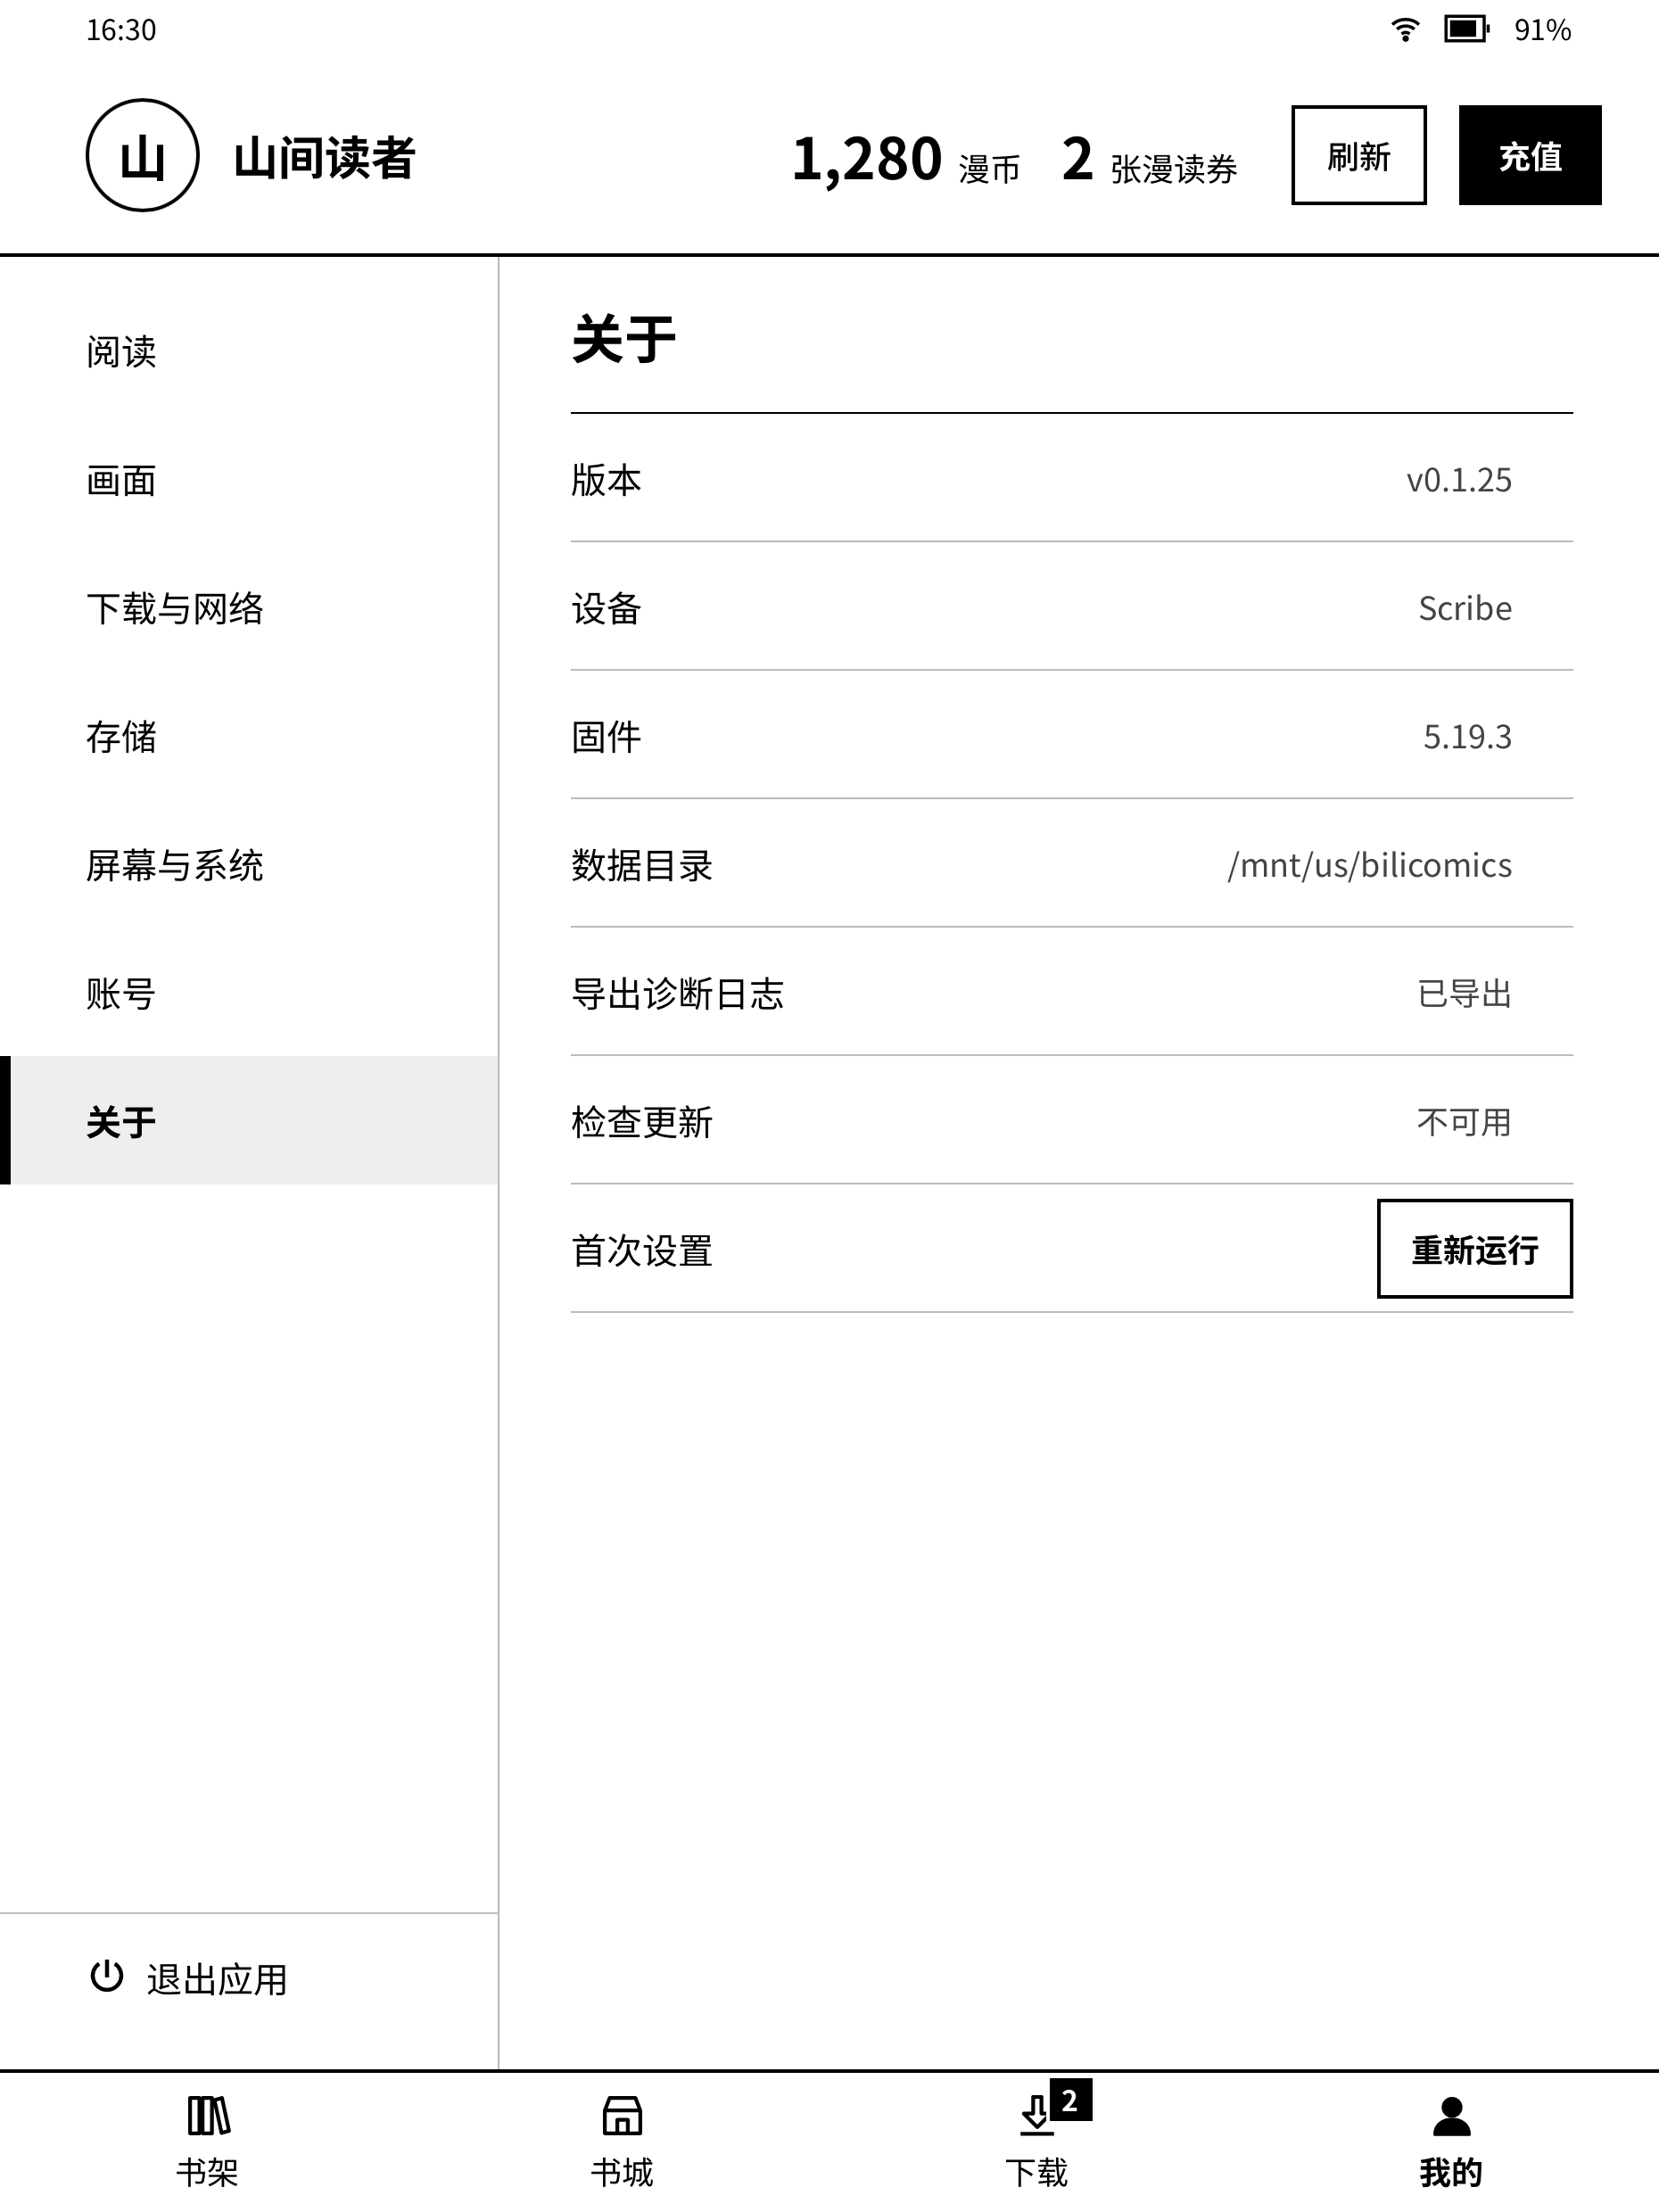 16:30
91%
山 山间读者 1,280 漫币 2 张漫读券 刷新 充值
阅读
画面
下载与网络
存储
屏幕与系统
账号
关于
退出应用
关于
版本 v0.1.25
设备 Scribe
固件 5.19.3
数据目录 /mnt/us/bilicomics
导出诊断日志 已导出
检查更新 不可用
首次设置 重新运行
2
书架 书城 下载 我的